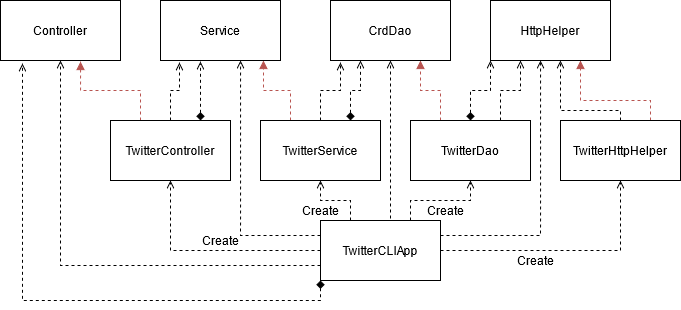 Controller
Service
CrdDao
HttpHelper
TwitterController
TwitterService
TwitterDao
TwitterHttpHelper
Create
Create
Create
TwitterCLIApp
Create